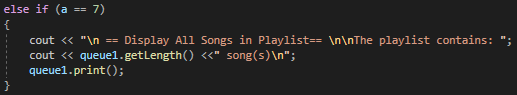 else if (a == 7)
{
cout << "\n == Display All Songs in Playlist== \n\nThe playlist contains: ";
cout << queue1.getLength() <<" song(s)\n";
queue1.print();
}